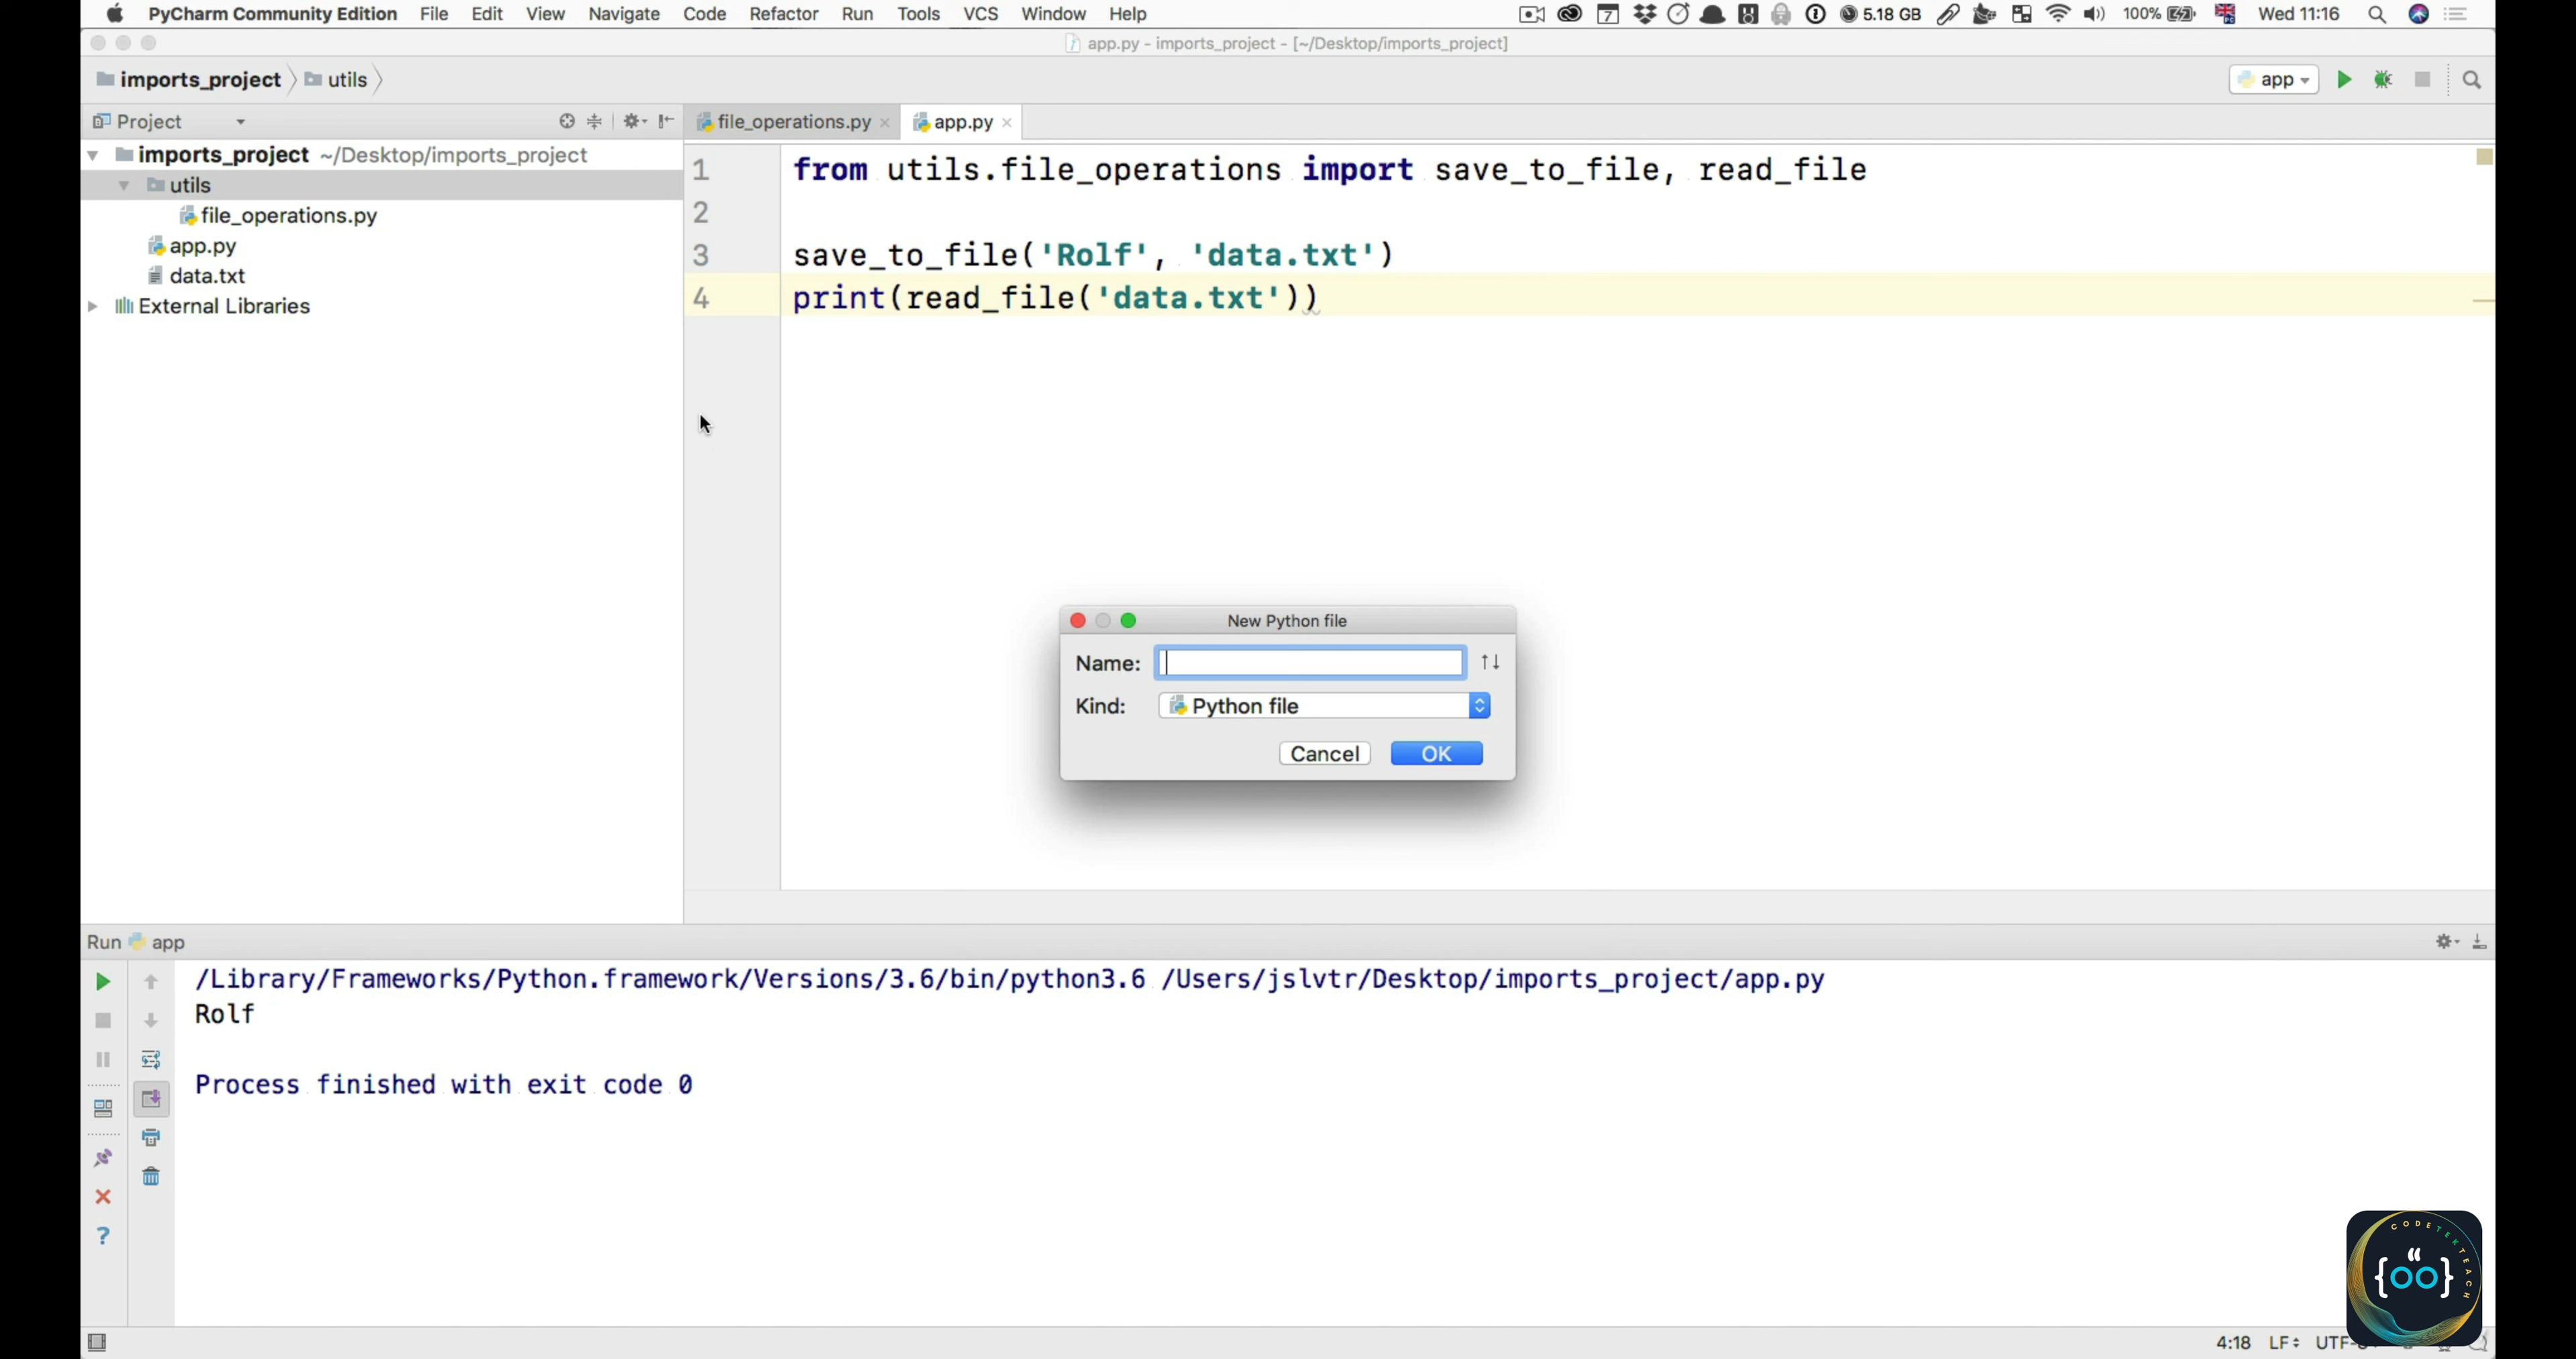 PyCharm Community Edition File Edit View Navigate Code Refactor Run Tools VCS Window Help 7 5.18 GB 100% Wed 11:16
app.py - imports_project - [~/Desktop/imports_project]
imports_project utils app
Project
file_operations.py app.py
imports_project ~/Desktop/imports_project
utils
file_operations.py
app.py
data.txt
External Libraries
1 from utils.file_operations import save_to_file, read_file
2
3 save_to_file('Rolf', 'data.txt')
4 print(read_file('data.txt'))
New Python file
Name:
Kind: Python file
Cancel OK
Run app
/Library/Frameworks/Python.framework/Versions/3.6/bin/python3.6 /Users/jslvtr/Desktop/imports_project/app.py
Rolf
Process finished with exit code 0
CODETEKTEACH
4:18 LF